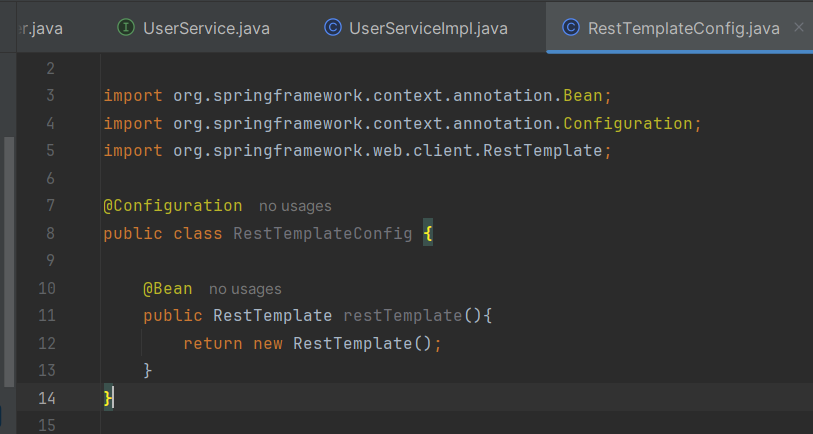 r.java UserService.java UserServiceImpl.java RestTemplateConfig.java
2
3 import org.springframework.context.annotation.Bean;
4 import org.springframework.context.annotation.Configuration;
5 import org.springframework.web.client.RestTemplate;
6
7 @Configuration no usages
8 public class RestTemplateConfig {
9
10 @Bean no usages
11 public RestTemplate restTemplate(){
12 return new RestTemplate();
13 }
14 }
15